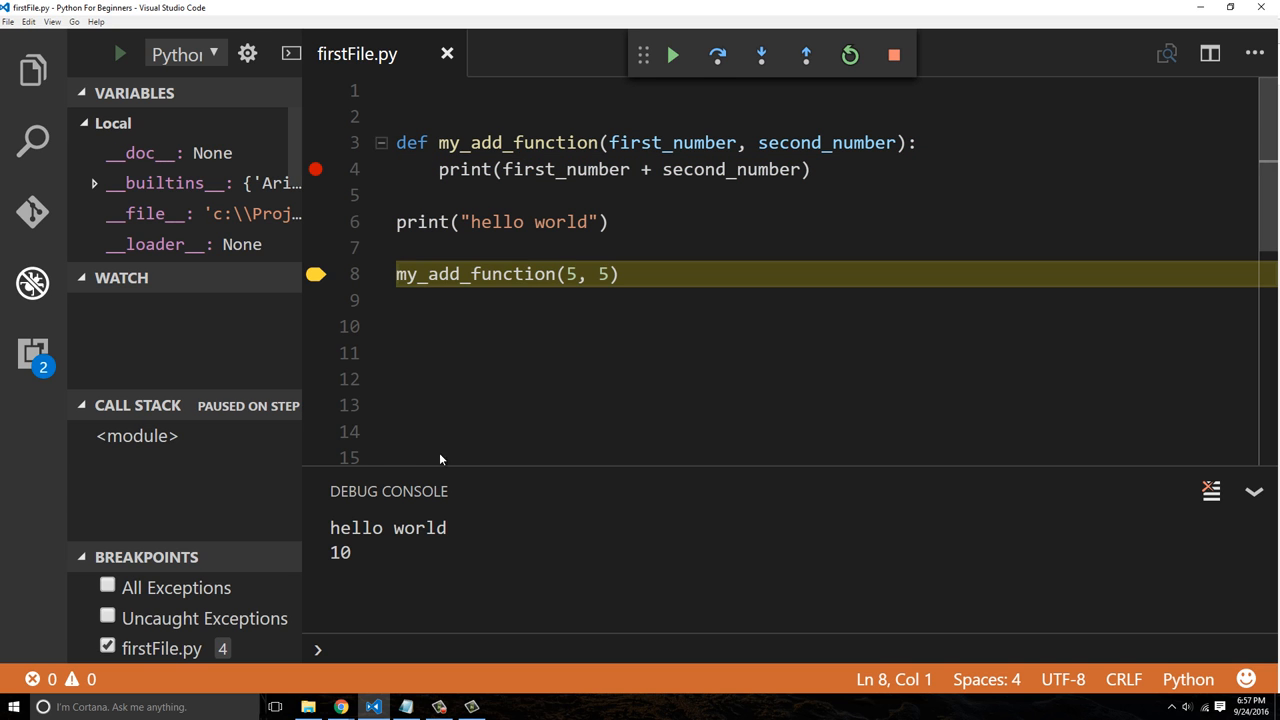 firstFile.py - Python For Beginners - Visual Studio Code
File Edit View Go Help
Python
firstFile.py
VARIABLES
Local
__doc__: None
__builtins__: {'Ari...
__file__: 'c:\\Proj...
__loader__: None
WATCH
CALL STACK PAUSED ON STEP
<module>
BREAKPOINTS
All Exceptions
Uncaught Exceptions
firstFile.py 4
2
1
2
3 def my_add_function(first_number, second_number):
4 print(first_number + second_number)
5
6 print("hello world")
7
8 my_add_function(5, 5)
9
10
11
12
13
14
15
DEBUG CONSOLE
hello world
10
0 0 Ln 8, Col 1 Spaces: 4 UTF-8 CRLF Python
I'm Cortana. Ask me anything.
6:57 PM
9/24/2016